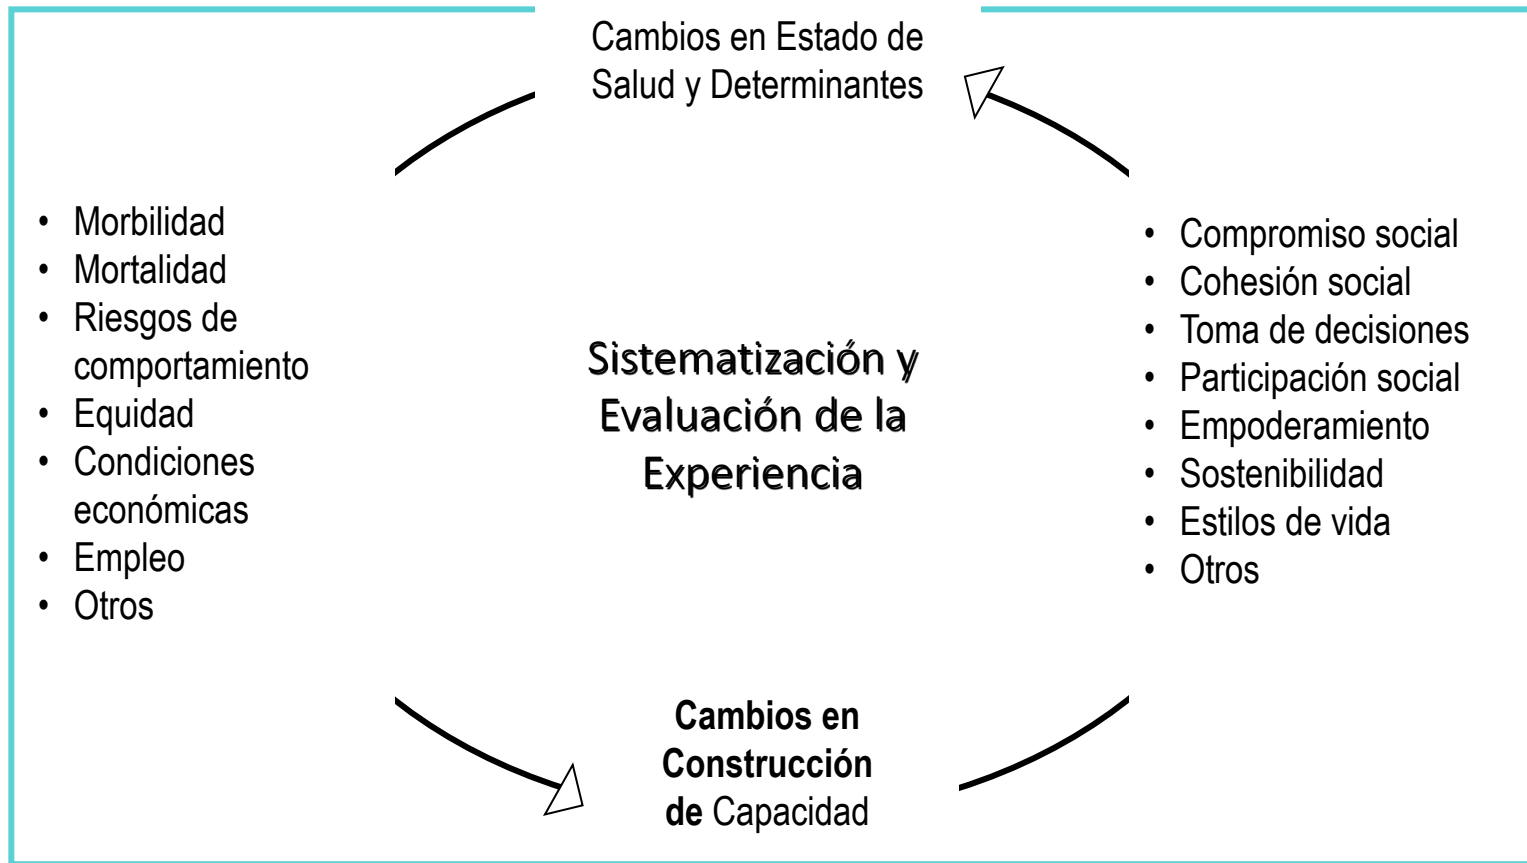 Cambios en Estado de
Salud y Determinantes
• Morbilidad
• Mortalidad
• Riesgos de
comportamiento
• Equidad
• Condiciones
económicas
• Empleo
• Otros
Sistematización y
Evaluación de la
Experiencia
• Compromiso social
• Cohesión social
• Toma de decisiones
• Participación social
• Empoderamiento
• Sostenibilidad
• Estilos de vida
• Otros
Cambios en
Construcción
de Capacidad